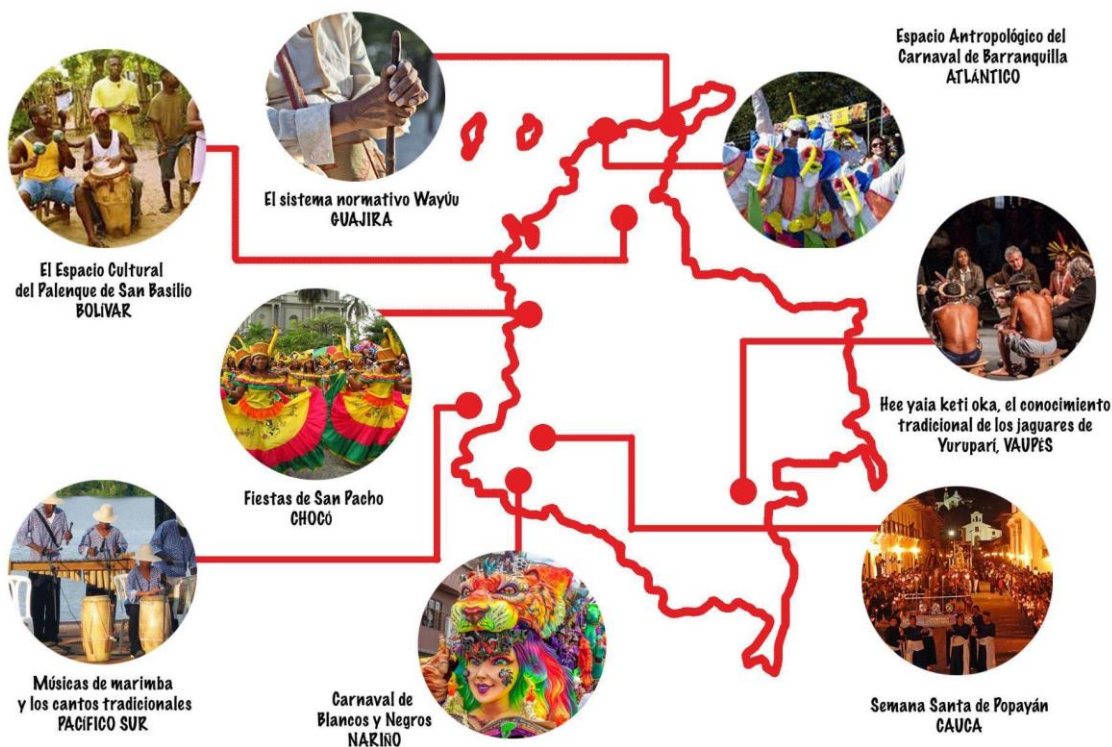 Espacio Antropológico del
Carnaval de Barranquilla
ATLÁNTICO
El sistema normativo Wayúu
GUAJIRA
El Espacio Cultural
del Palenque de San Basilio
BOLÍVAR
Hee yaia keti oka, el conocimiento
tradicional de los jaguares de
Yuruparí, VAUPÉS
Fiestas de San Pacho
CHOCÓ
Músicas de marimba
y los cantos tradicionales
PACÍFICO SUR
Carnaval de
Blancos y Negros
NARIÑO
Semana Santa de Popayán
CAUCA